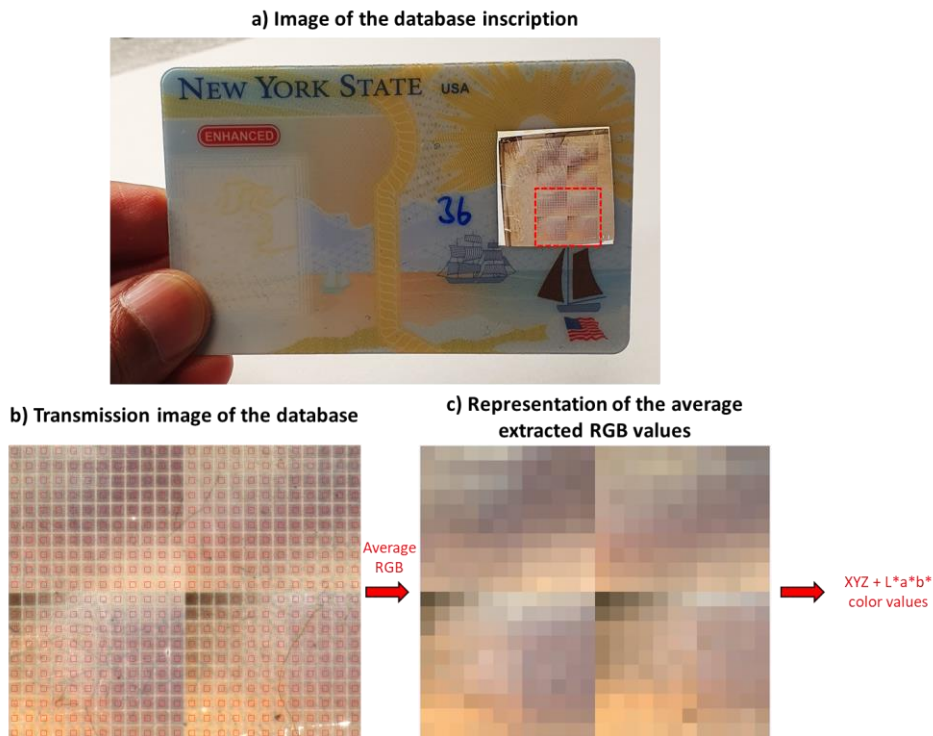 a) Image of the database inscription
NEW YORK STATE USA
ENHANCED
36
b) Transmission image of the database
c) Representation of the average
extracted RGB values
Average
RGB
XYZ + L*a*b*
color values